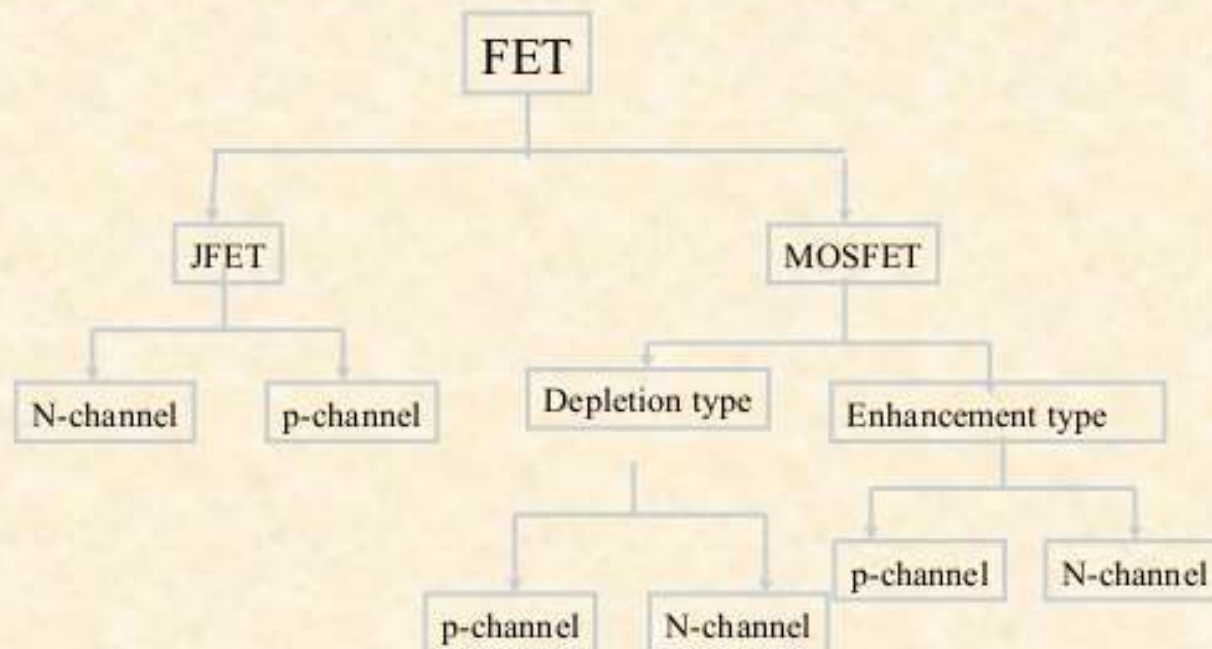 FET
JFET
MOSFET
N-channel
p-channel
Depletion type
Enhancement type
p-channel
N-channel
p-channel
N-channel